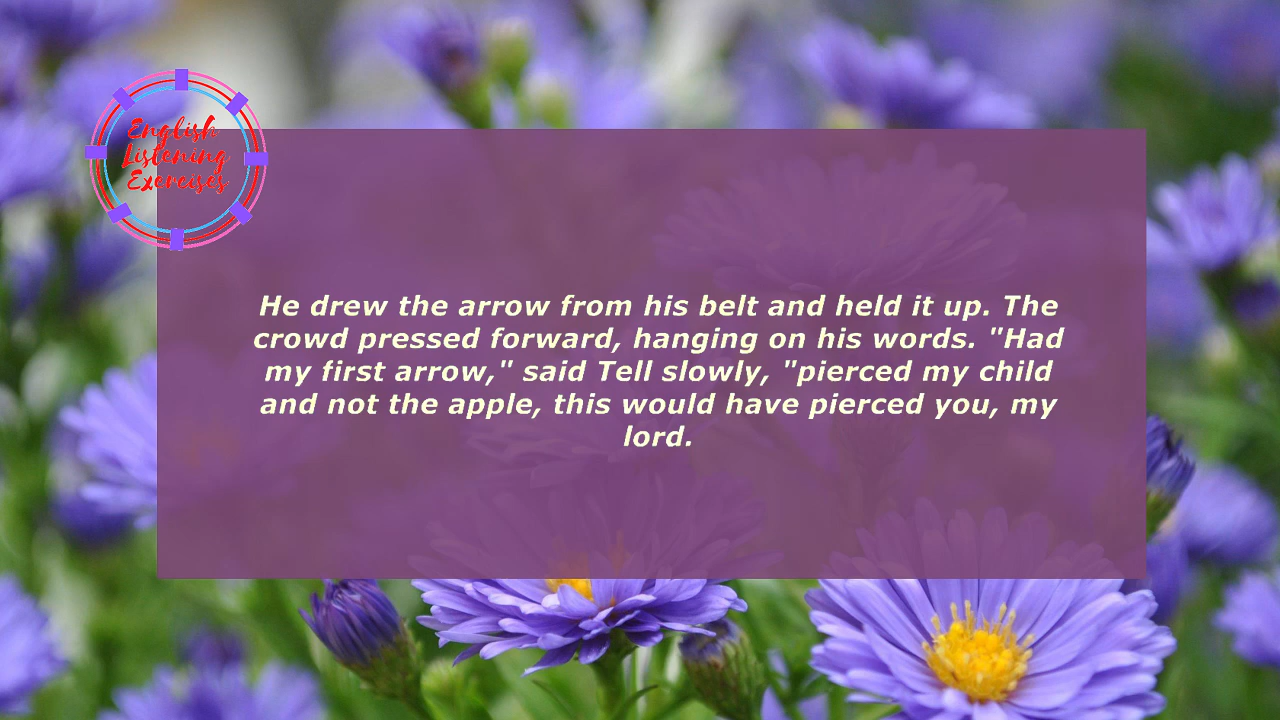 English
Listening
Exercises
He drew the arrow from his belt and held it up. The
crowd pressed forward, hanging on his words. "Had
my first arrow," said Tell slowly, "pierced my child
and not the apple, this would have pierced you, my
lord.